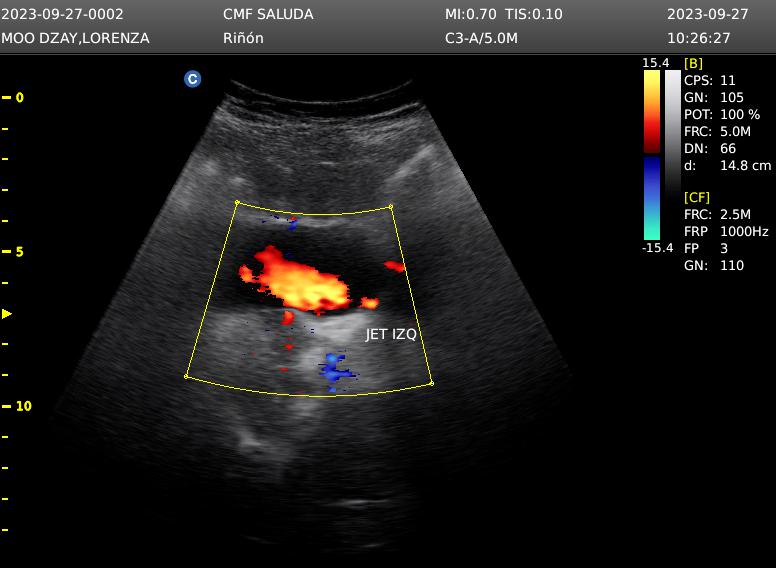 2023-09-27-0002 CMF SALUDA MI:0.70 TIS:0.10 2023-09-27
MOO DZAY,LORENZA Riñón C3-A/5.0M 10:26:27
C
15.4 [B]
CPS: 11
GN: 105
POT: 100 %
FRC: 5.0M
DN: 66
d: 14.8 cm
[CF]
FRC: 2.5M
FRP 1000Hz
-15.4 FP 3
GN: 110
0
5
JET IZQ
10